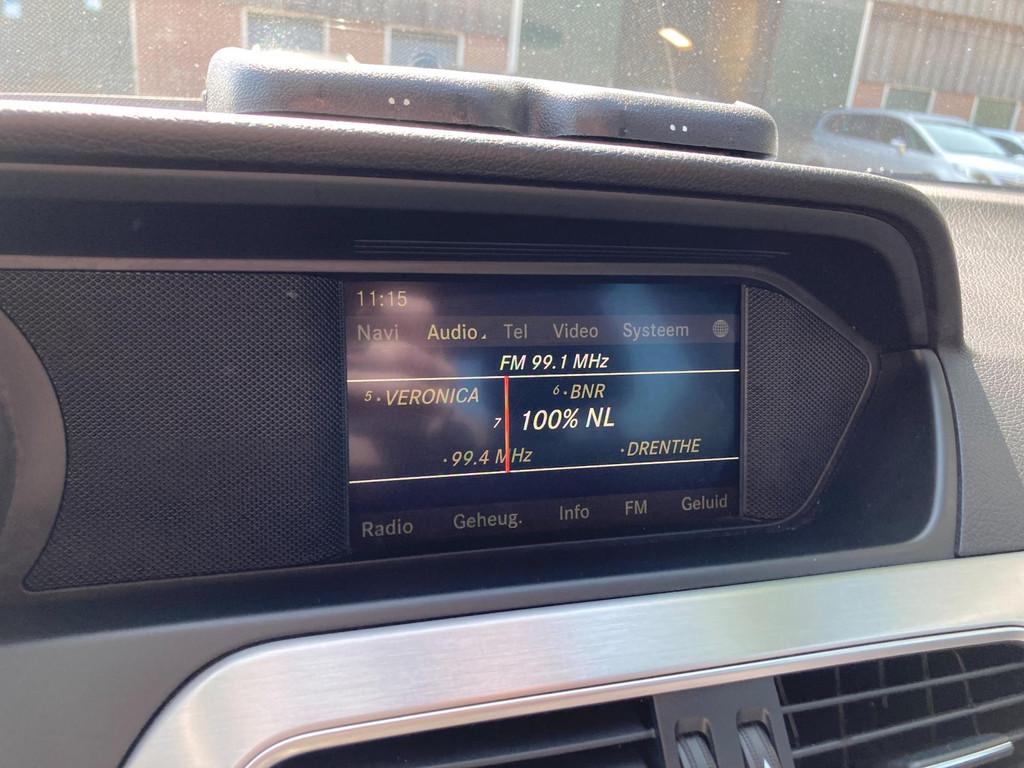 11:15
Navi Audio Tel Video Systeem
FM 99.1 MHz
5 · VERONICA 6 · BNR
7 100% NL
· 99.4 MHz · DRENTHE
Radio Geheug. Info FM Geluid